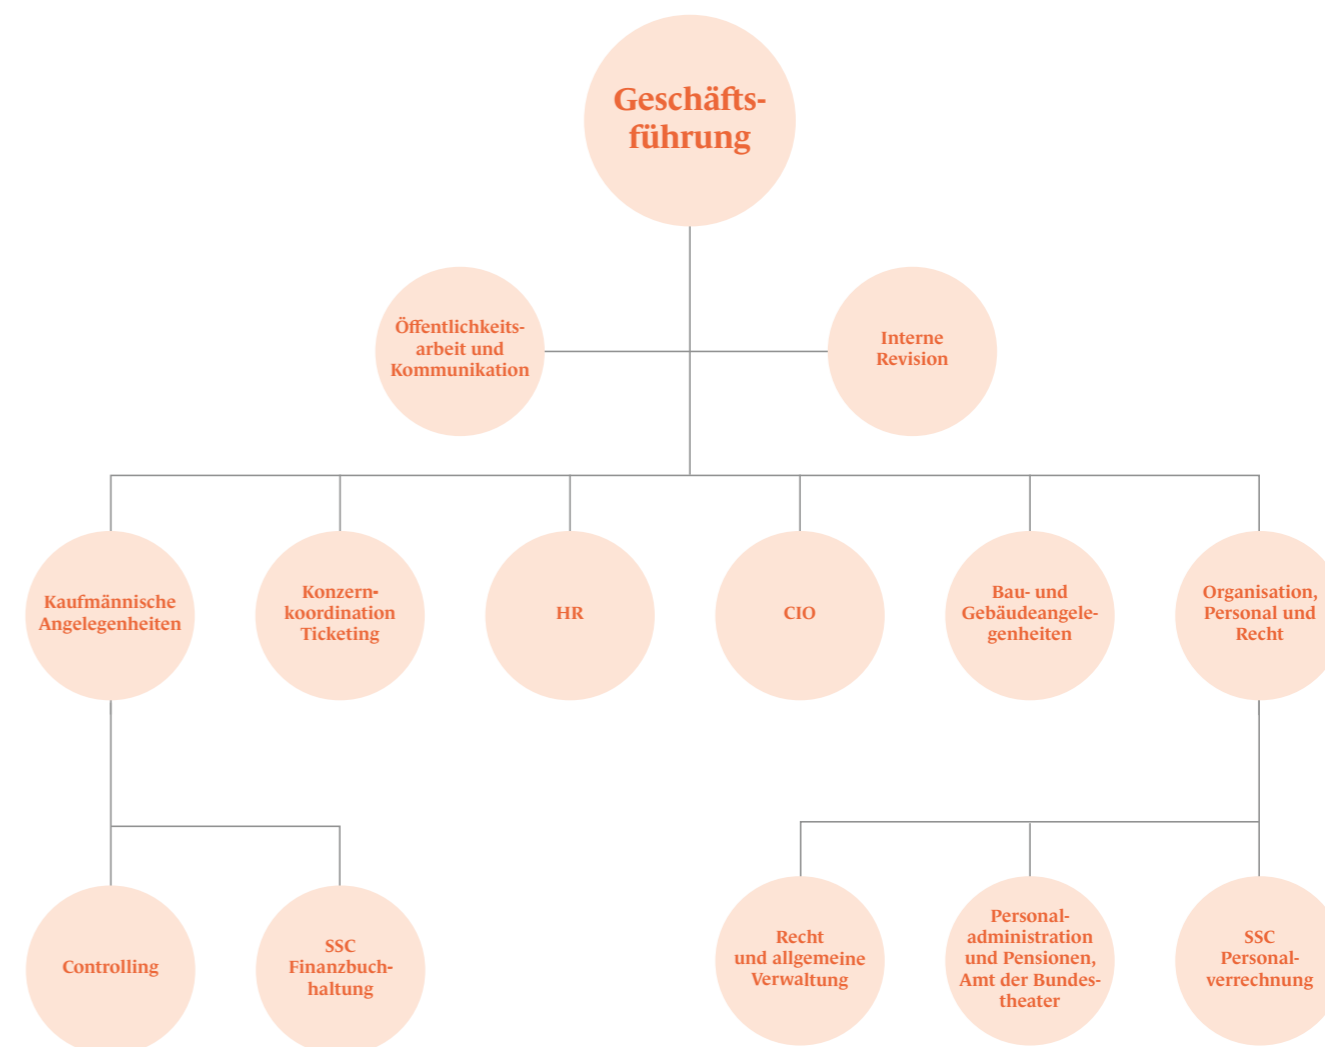 Geschäfts-
führung
Öffentlichkeits-
arbeit und
Kommunikation
Interne
Revision
Kaufmännische
Angelegenheiten
Konzern-
koordination
Ticketing
HR
CIO
Bau- und
Gebäudeangele-
genheiten
Organisation,
Personal und
Recht
Controlling
SSC
Finanzbuch-
haltung
Recht
und allgemeine
Verwaltung
Personal-
administration
und Pensionen,
Amt der Bundes-
theater
SSC
Personal-
verrechnung